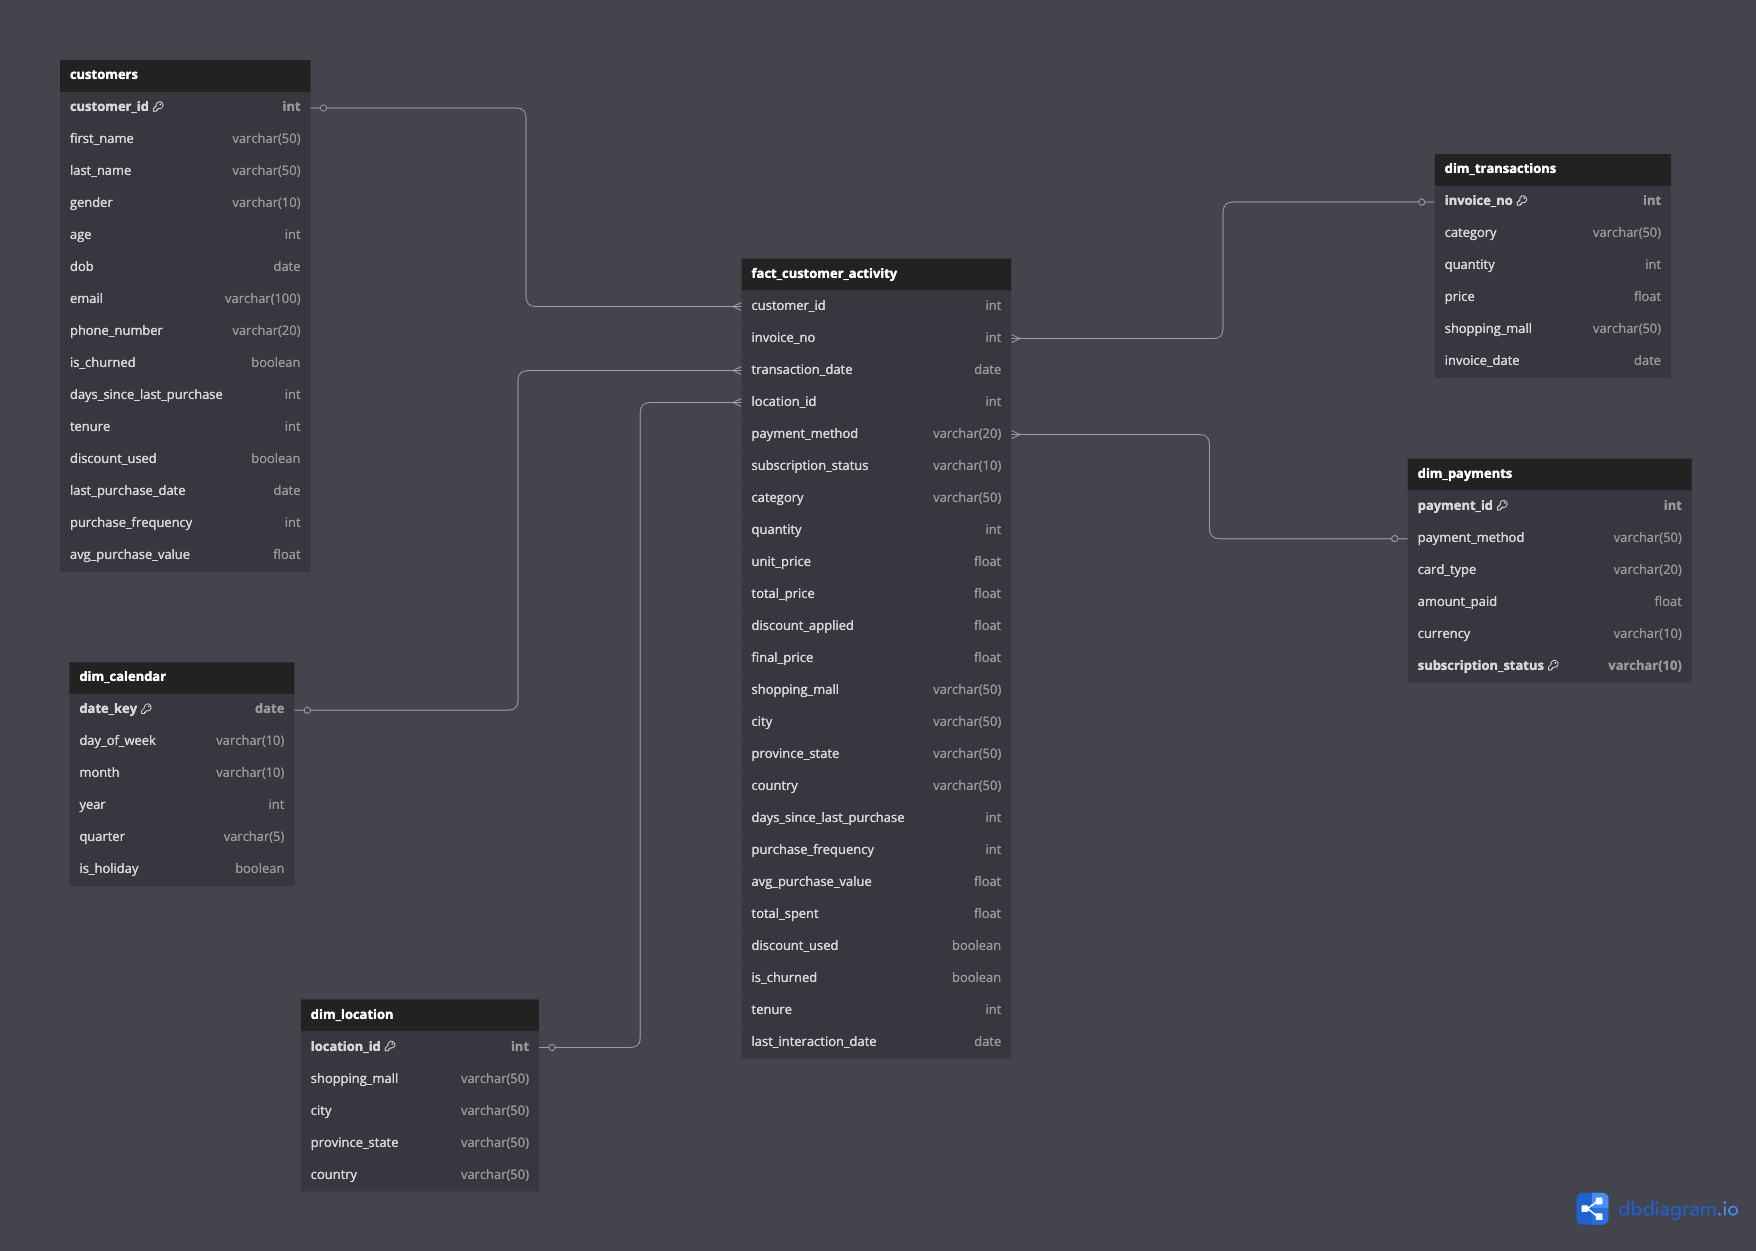 customers
customer_id int
first_name varchar(50)
last_name varchar(50)
gender varchar(10)
age int
dob date
email varchar(100)
phone_number varchar(20)
is_churned boolean
days_since_last_purchase int
tenure int
discount_used boolean
last_purchase_date date
purchase_frequency int
avg_purchase_value float
dim_calendar
date_key date
day_of_week varchar(10)
month varchar(10)
year int
quarter varchar(5)
is_holiday boolean
dim_location
location_id int
shopping_mall varchar(50)
city varchar(50)
province_state varchar(50)
country varchar(50)
fact_customer_activity
customer_id int
invoice_no int
transaction_date date
location_id int
payment_method varchar(20)
subscription_status varchar(10)
category varchar(50)
quantity int
unit_price float
total_price float
discount_applied float
final_price float
shopping_mall varchar(50)
city varchar(50)
province_state varchar(50)
country varchar(50)
days_since_last_purchase int
purchase_frequency int
avg_purchase_value float
total_spent float
discount_used boolean
is_churned boolean
tenure int
last_interaction_date date
dim_transactions
invoice_no int
category varchar(50)
quantity int
price float
shopping_mall varchar(50)
invoice_date date
dim_payments
payment_id int
payment_method varchar(50)
card_type varchar(20)
amount_paid float
currency varchar(10)
subscription_status varchar(10)
dbdiagram.io